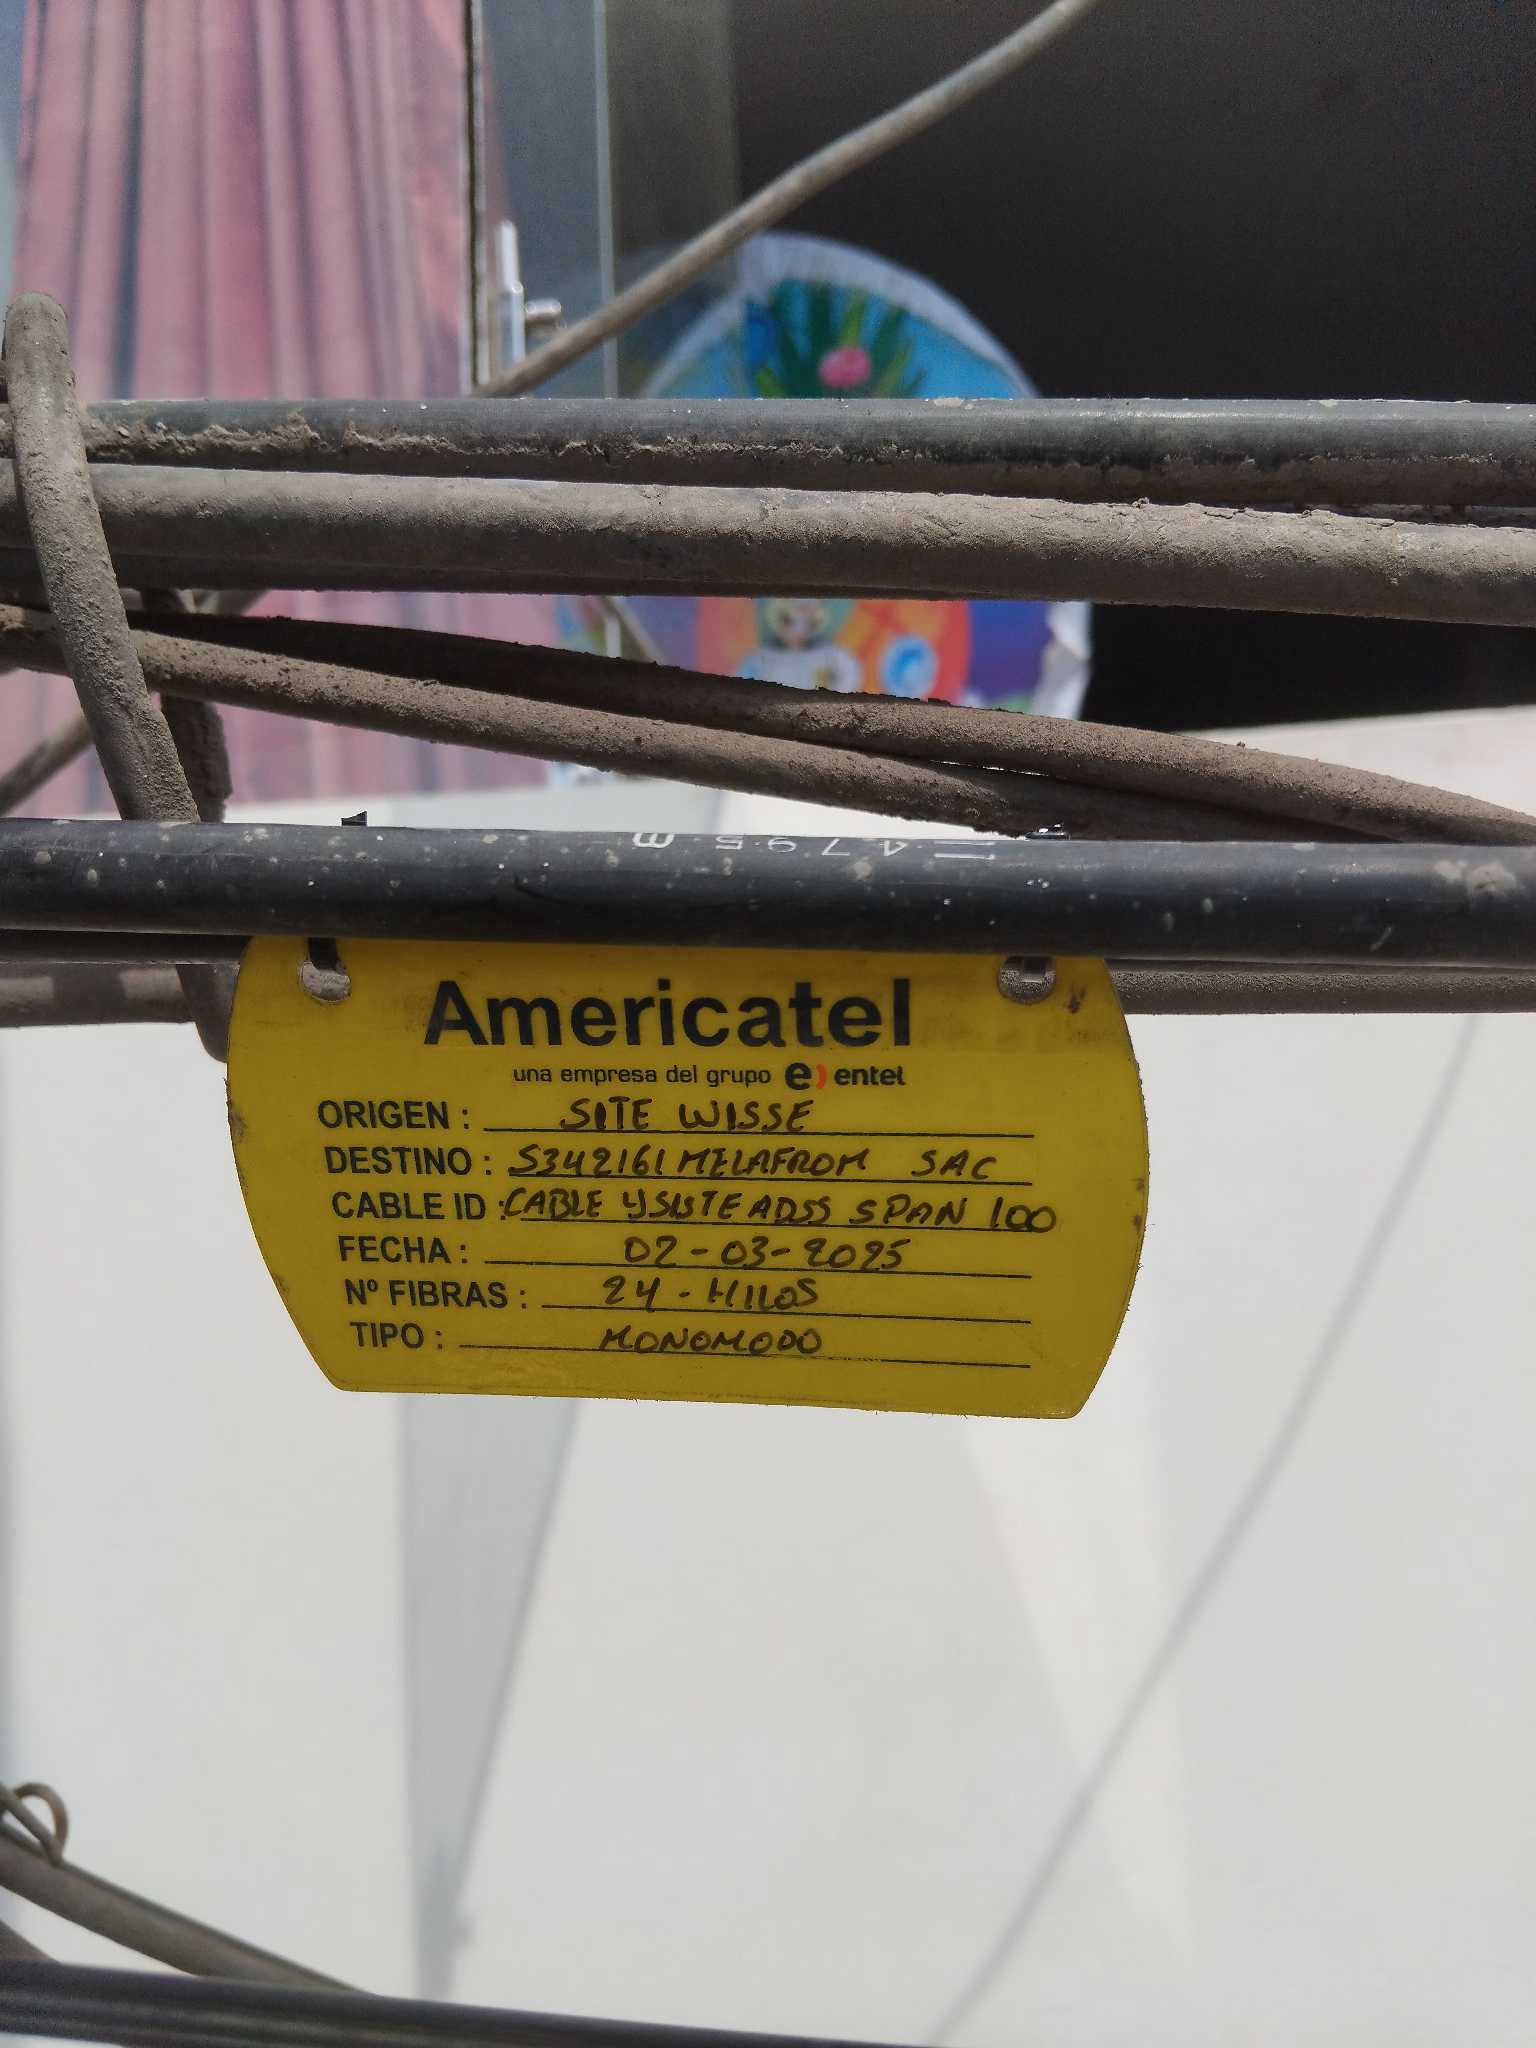 =4795m
Americatel
una empresa del grupo e) entel
ORIGEN : SITE WISSE
DESTINO : S342161 MELAFROM SAC
CABLE ID : CABLE YSISTE ADSS SPAN 100
FECHA : 02-03-2025
Nº FIBRAS : 24 - HILOS
TIPO : MONOMODO